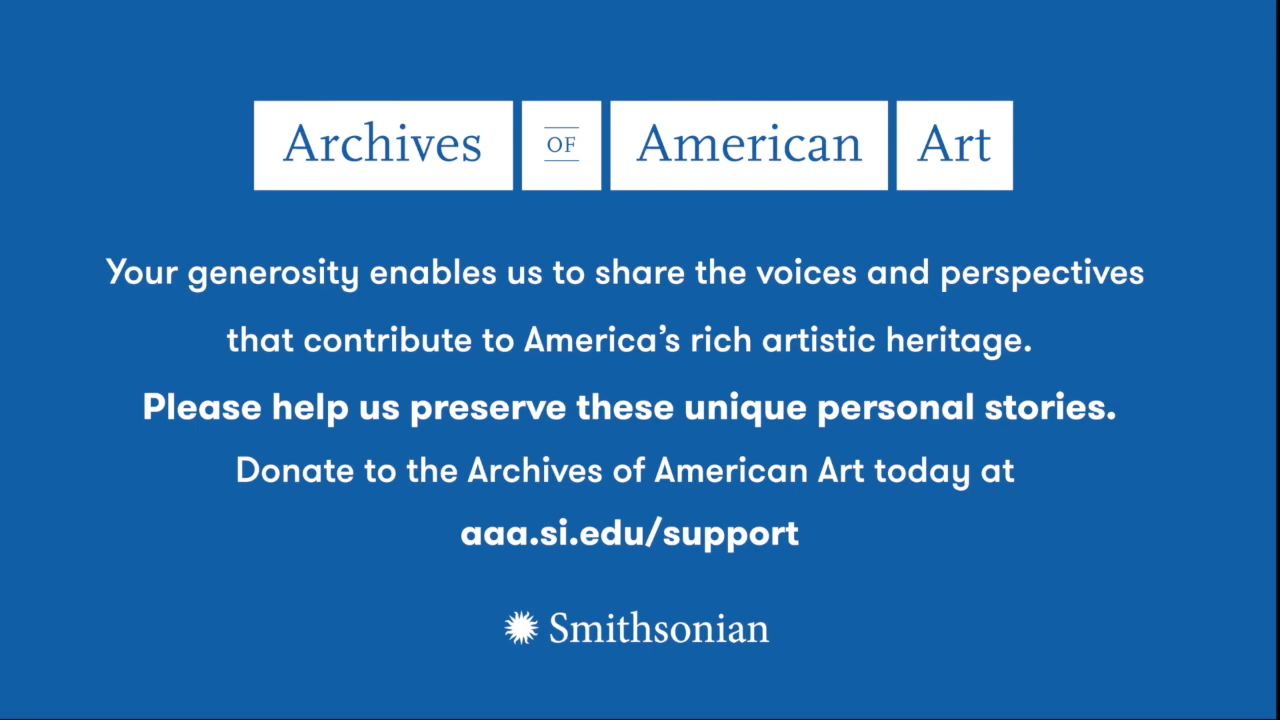 Archives OF American Art
Your generosity enables us to share the voices and perspectives
that contribute to America’s rich artistic heritage.
Please help us preserve these unique personal stories.
Donate to the Archives of American Art today at
aaa.si.edu/support
Smithsonian